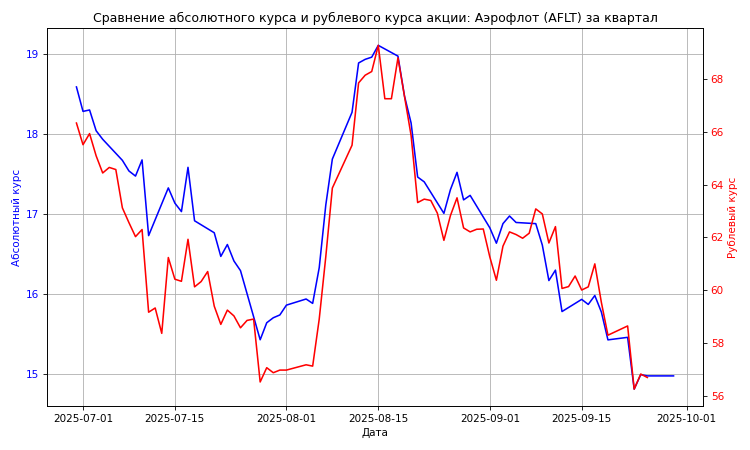 Сравнение абсолютного курса и рублевого курса акции: Аэрофлот (AFLT) за квартал
19
18
17
16
15
Абсолютный курс
68
66
64
62
60
58
56
Рублевый курс
2025-07-01 2025-07-15 2025-08-01 2025-08-15 2025-09-01 2025-09-15 2025-10-01
Дата